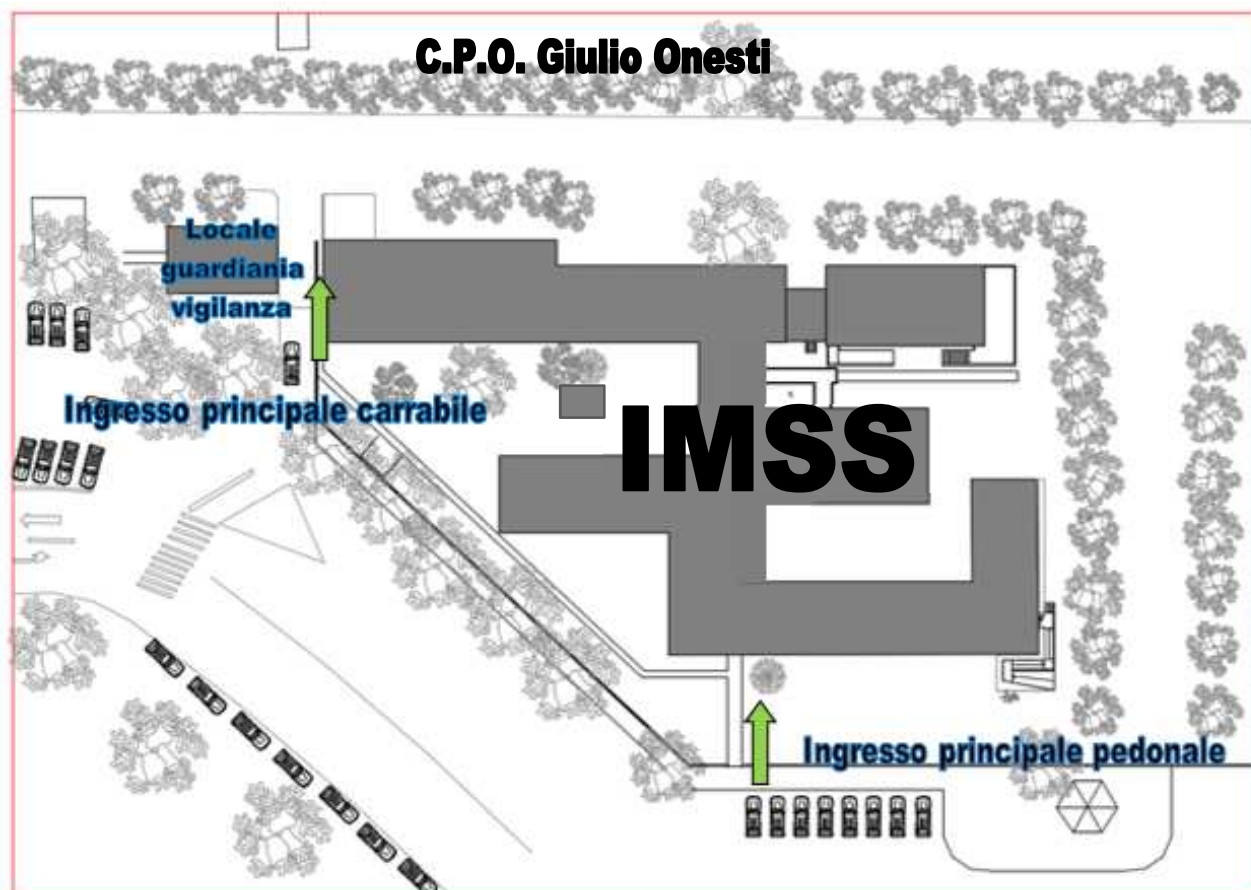 C.P.O. Giulio Onesti
Locale
guardiania
vigilanza
Ingresso principale carrabile
IMSS
Ingresso principale pedonale